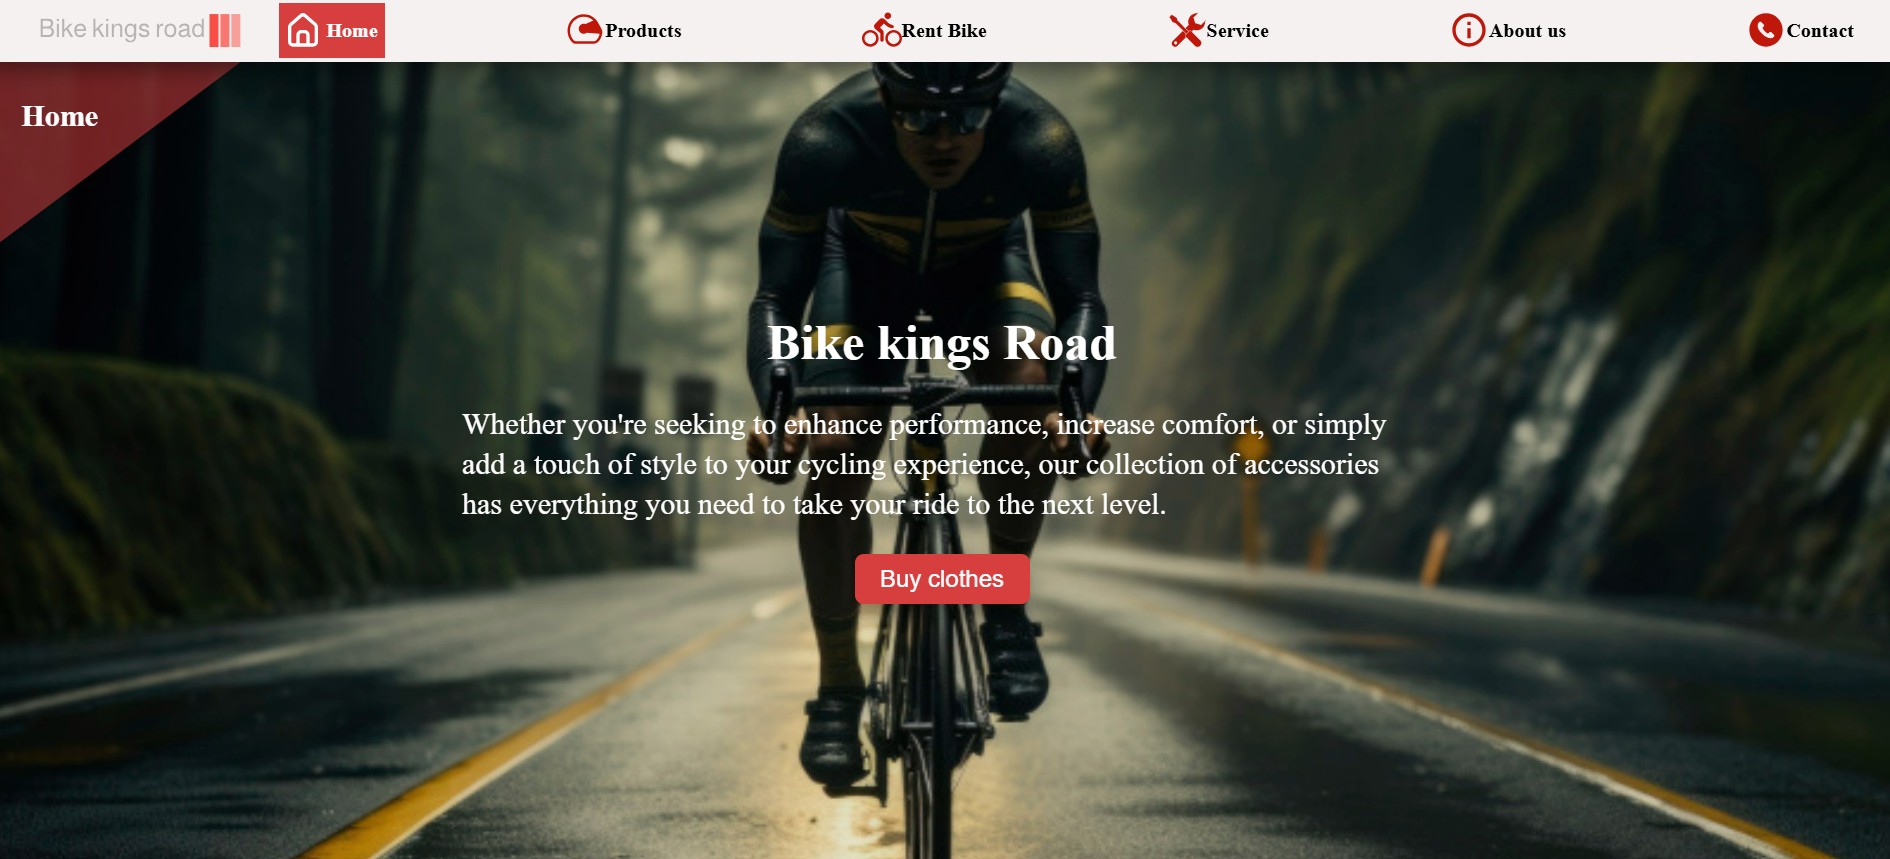 Bike kings road
Home
Products
Rent Bike
Service
About us
Contact
Home
Bike kings Road
Whether you're seeking to enhance performance, increase comfort, or simply
add a touch of style to your cycling experience, our collection of accessories
has everything you need to take your ride to the next level.
Buy clothes